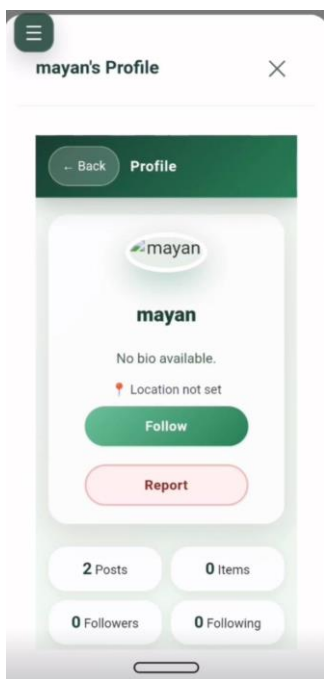 mayan's Profile
← Back Profile
mayan
mayan
No bio available.
📍 Location not set
Follow
Report
2 Posts
0 Items
0 Followers
0 Following